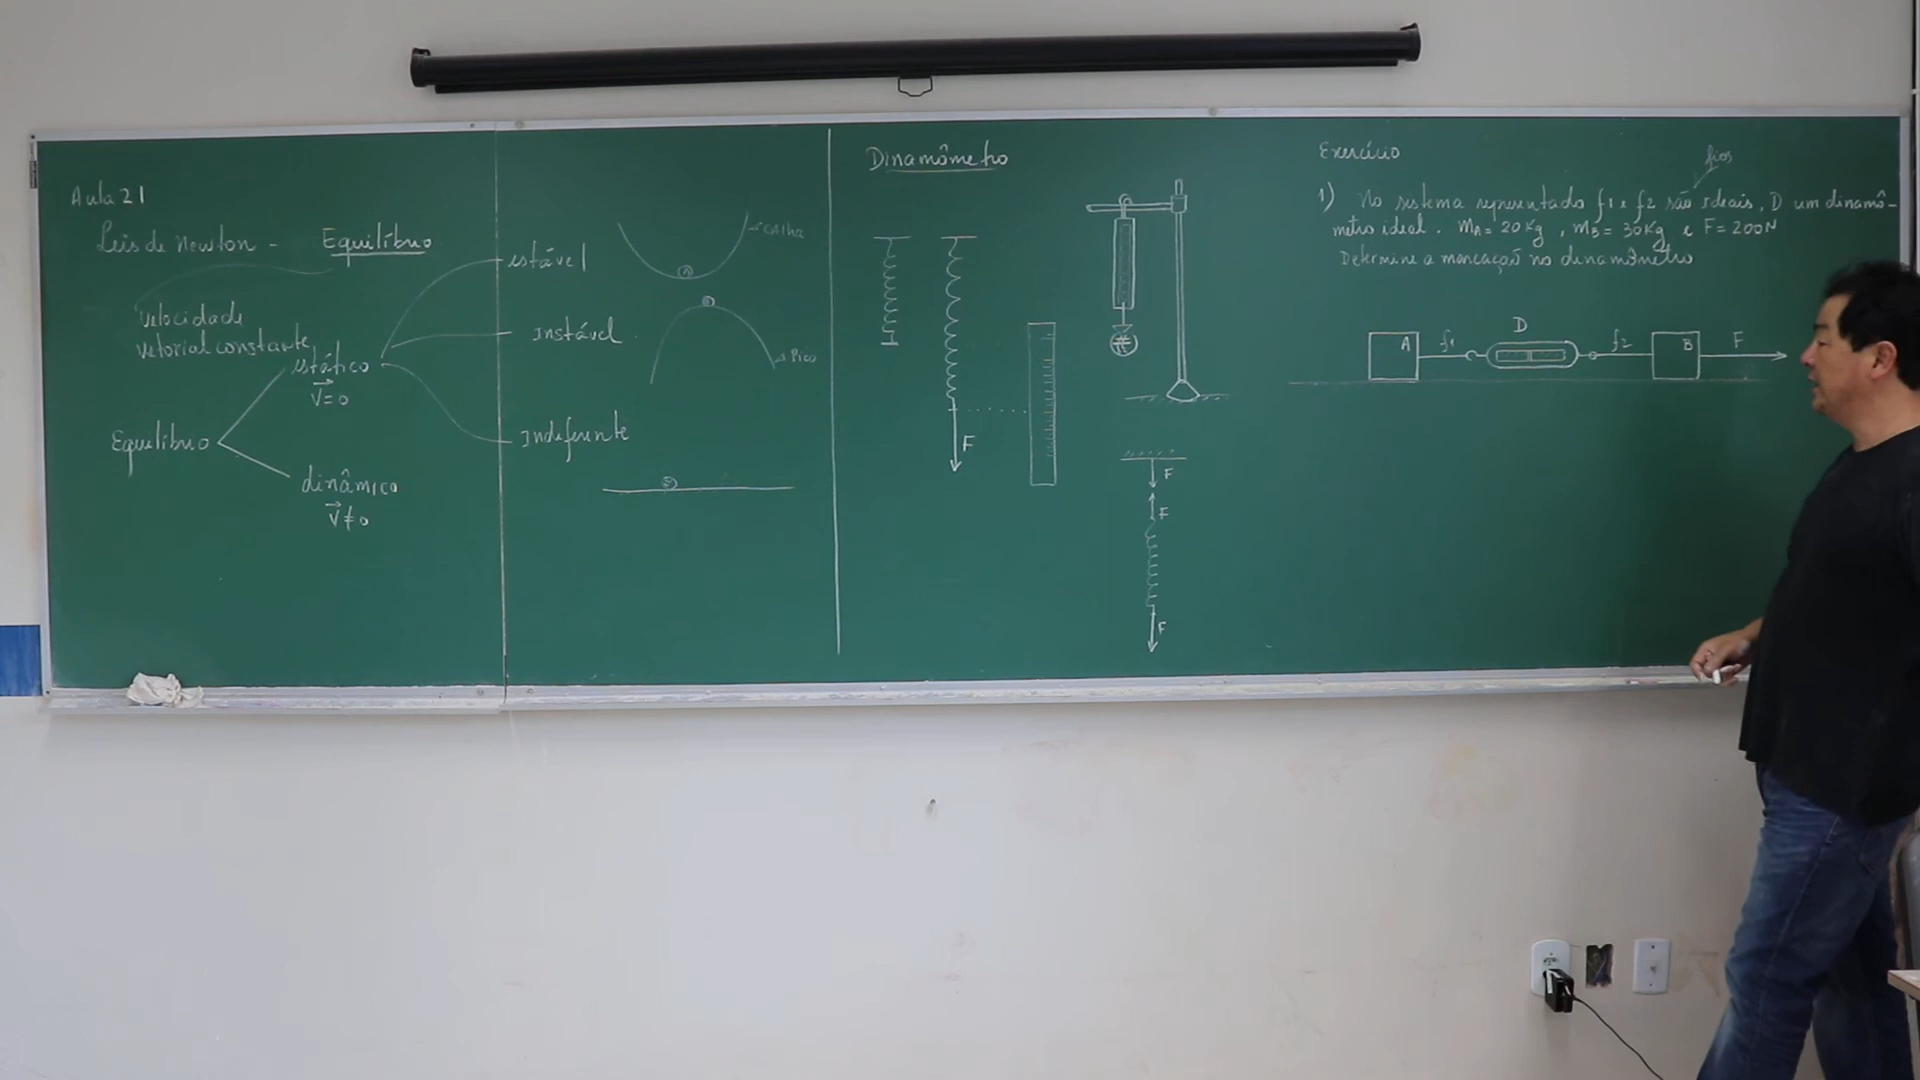 Aula 21
Leis de Newton - Equilíbrio
Velocidade
vetorial constante
Equilíbrio
estático
V = 0
dinâmico
V ≠ 0
estável
Instável
Indiferente
calha
Pico
Dinamômetro
F
F
F
F
Exercício
fios
1) No sistema representado f1 e f2 são ideais, D um dinamô-
metro ideal. mA = 20 Kg, mB = 30 Kg e F = 200N
Determine a marcação no dinamômetro
A f1 D f2 B F